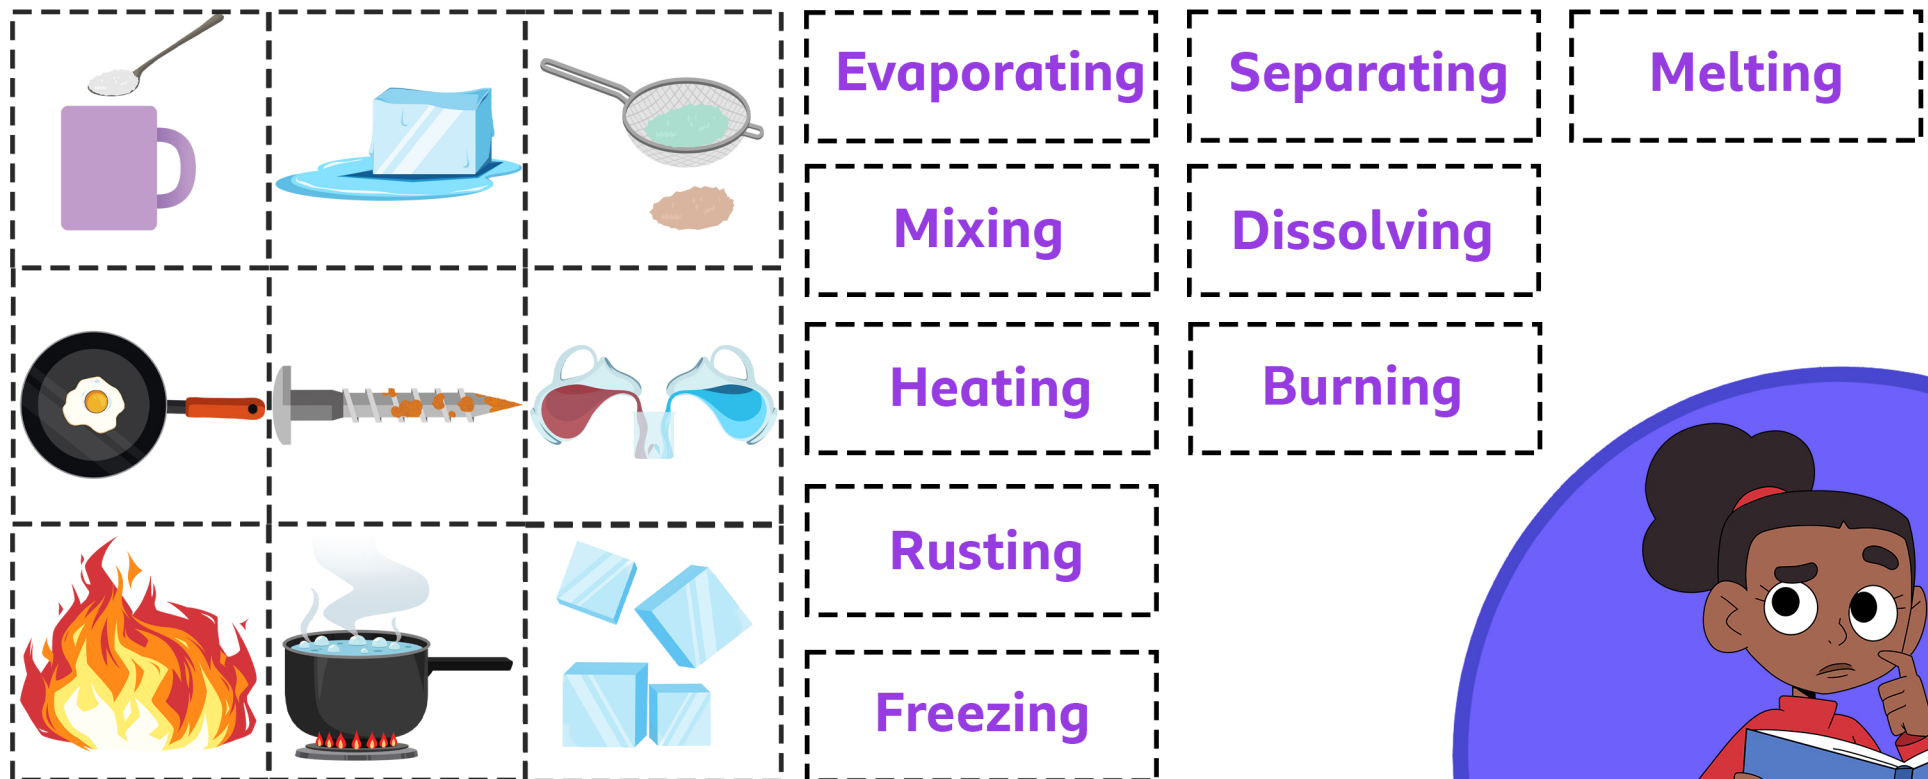 Evaporating
Separating
Melting
Mixing
Dissolving
Heating
Burning
Rusting
Freezing